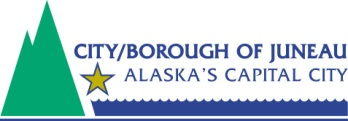 CITY/BOROUGH OF JUNEAU
ALASKA'S CAPITAL CITY